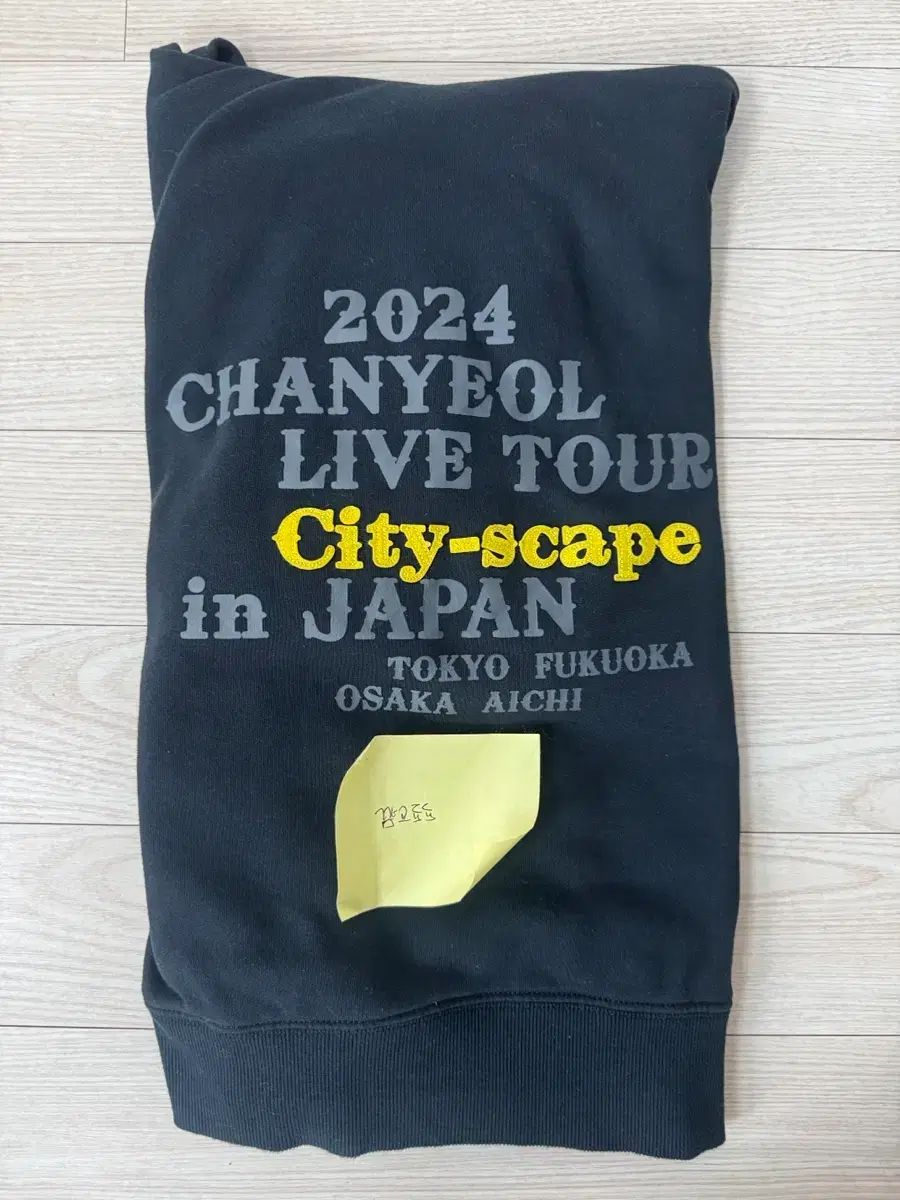 2024
CHANYEOL
LIVE TOUR
City-scape
in JAPAN
TOKYO FUKUOKA
OSAKA AICHI